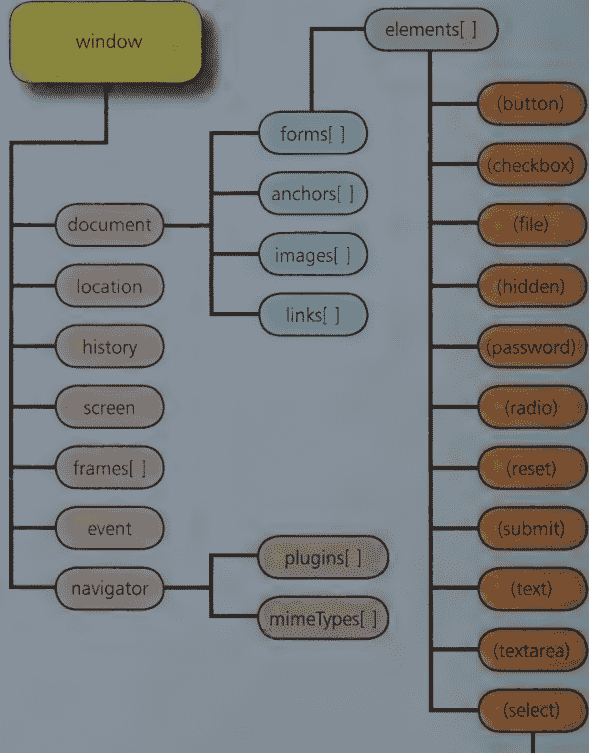 window
elements[ ]
forms[ ]
anchors[ ]
images[ ]
links[ ]
document
location
history
screen
frames[ ]
event
navigator
plugins[ ]
mimeTypes[ ]
(button)
(checkbox)
(file)
(hidden)
(password)
(radio)
(reset)
(submit)
(text)
(textarea)
(select)